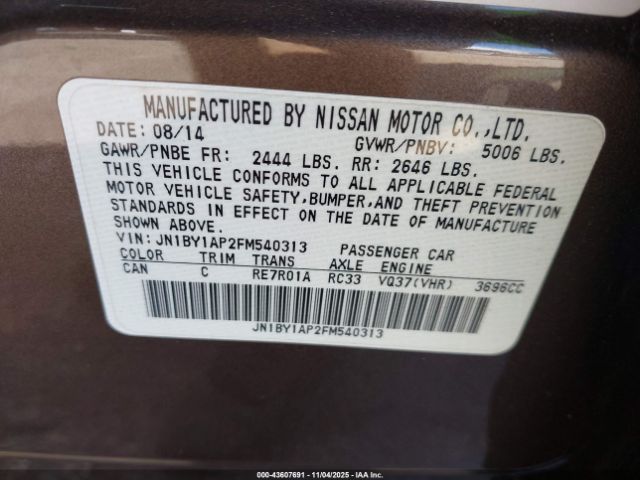 MANUFACTURED BY NISSAN MOTOR CO.,LTD.
DATE: 08/14 GVWR/PNBV: 5006 LBS.
GAWR/PNBE FR: 2444 LBS. RR: 2646 LBS.
THIS VEHICLE CONFORMS TO ALL APPLICABLE FEDERAL
MOTOR VEHICLE SAFETY,BUMPER,AND THEFT PREVENTION
STANDARDS IN EFFECT ON THE DATE OF MANUFACTURE
SHOWN ABOVE.
VIN: JN1BY1AP2FM540313 PASSENGER CAR
COLOR TRIM TRANS AXLE ENGINE
CAN C RE7R01A RC33 VQ37(VHR) 3696CC
JN1BY1AP2FM540313
000-43607691 - 11/04/2025 - IAA Inc.